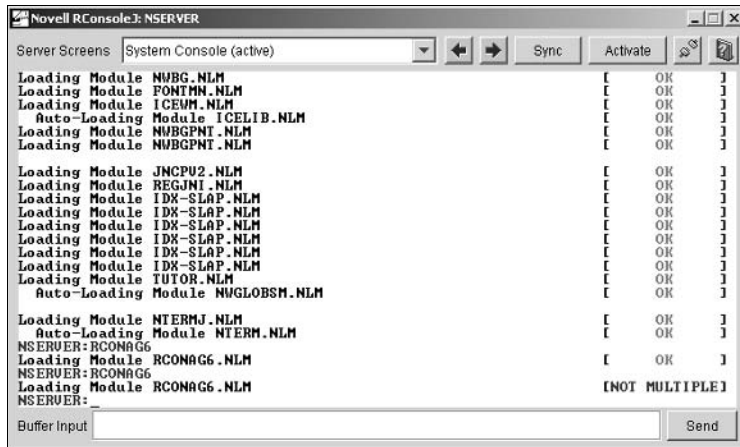 Novell RConsoleJ: NSERVER
Server Screens System Console (active) Sync Activate
Loading Module NWBG.NLM [ OK ]
Loading Module FONTMN.NLM [ OK ]
Loading Module ICEWM.NLM [ OK ]
Auto-Loading Module ICELIB.NLM [ OK ]
Loading Module NWBGPNT.NLM [ OK ]
Loading Module NWBGPNT.NLM [ OK ]
Loading Module JNCPV2.NLM [ OK ]
Loading Module REGJNI.NLM [ OK ]
Loading Module IDX-SLAP.NLM [ OK ]
Loading Module IDX-SLAP.NLM [ OK ]
Loading Module IDX-SLAP.NLM [ OK ]
Loading Module IDX-SLAP.NLM [ OK ]
Loading Module IDX-SLAP.NLM [ OK ]
Loading Module IDX-SLAP.NLM [ OK ]
Loading Module TUTOR.NLM [ OK ]
Auto-Loading Module NWGLOBSM.NLM [ OK ]
Loading Module NTERMJ.NLM [ OK ]
Auto-Loading Module NTERM.NLM [ OK ]
NSERVER:RCONAG6
Loading Module RCONAG6.NLM [ OK ]
NSERVER:RCONAG6
Loading Module RCONAG6.NLM [NOT MULTIPLE]
NSERVER:_
Buffer Input Send